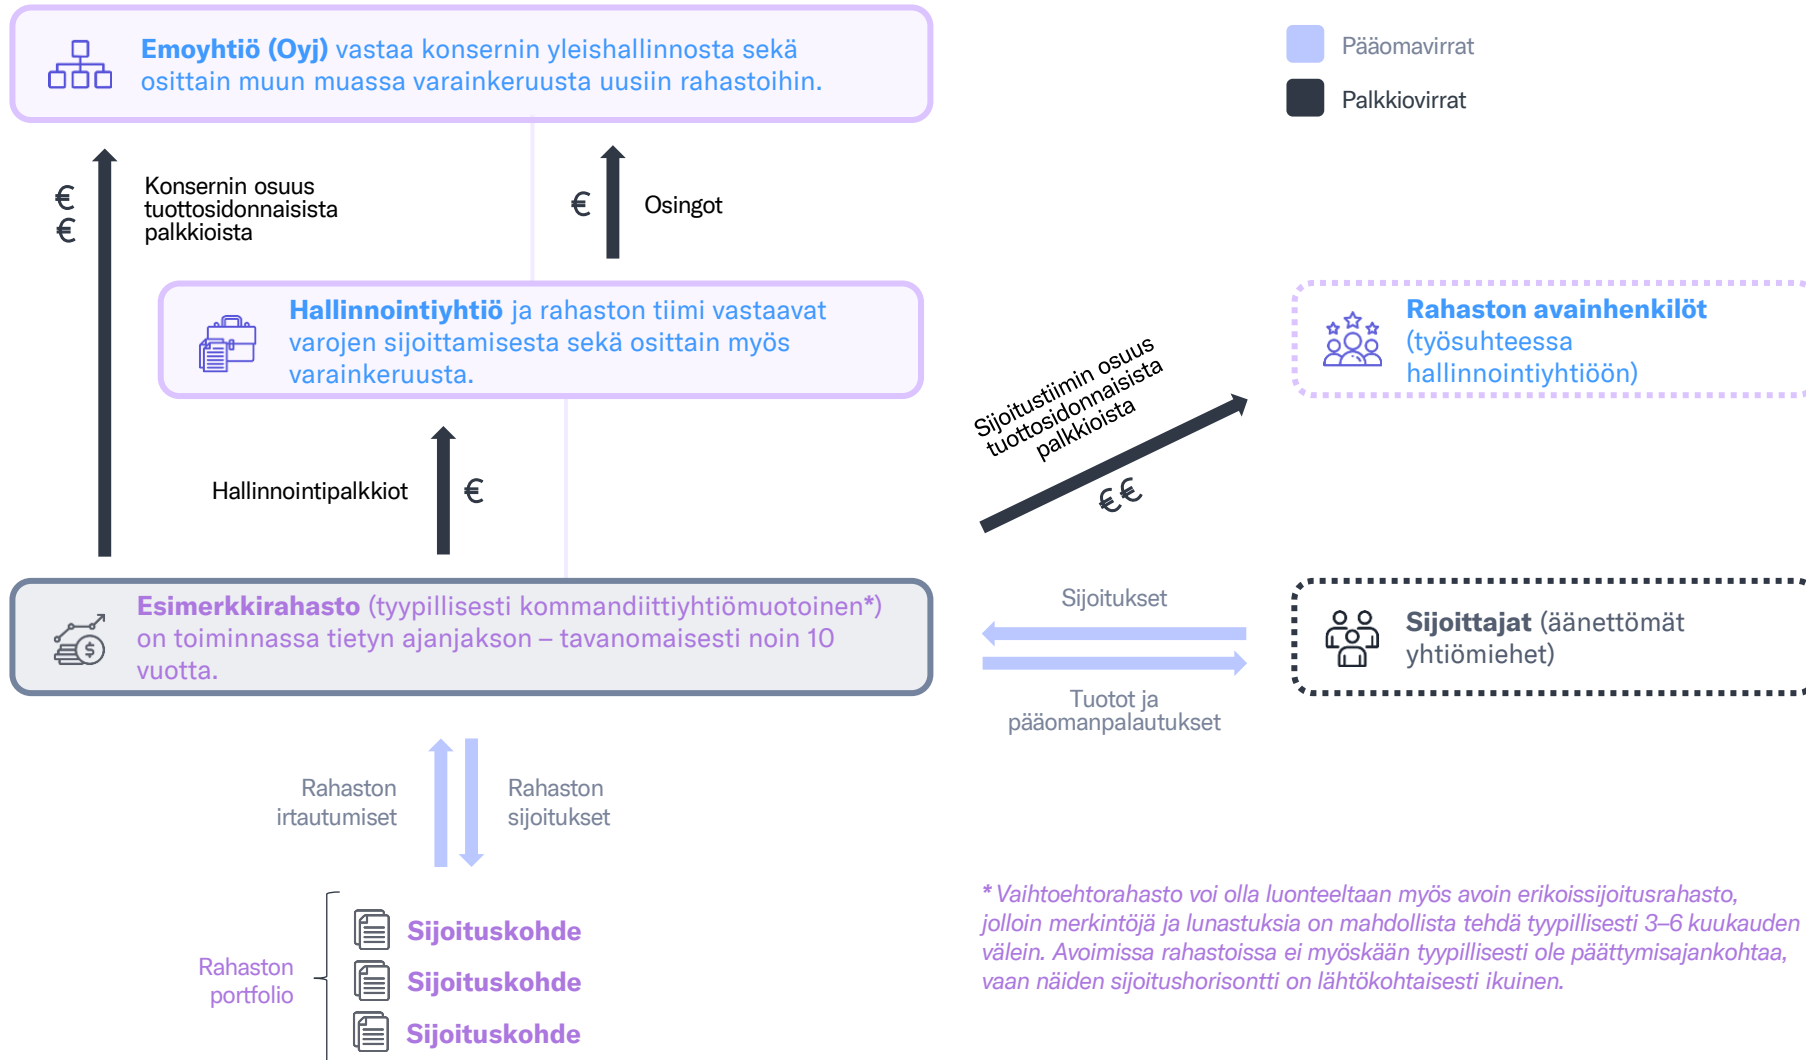 Emoyhtiö (Oyj) vastaa konsernin yleishallinnosta sekä
osittain muun muassa varainkeruusta uusiin rahastoihin.
Pääomavirrat
Palkkiovirrat
€
€
Konsernin osuus
tuottosidonnaisista
palkkioista
€
Osingot
Hallinnointiyhtiö ja rahaston tiimi vastaavat
varojen sijoittamisesta sekä osittain myös
varainkeruusta.
Sijoitustiimin osuus
tuottosidonnaisista
palkkioista
€€
Rahaston avainhenkilöt
(työsuhteessa
hallinnointiyhtiöön)
Hallinnointipalkkiot
€
Esimerkkirahasto (tyypillisesti kommandiittiyhtiömuotoinen*)
on toiminnassa tietyn ajanjakson – tavanomaisesti noin 10
vuotta.
$
Sijoitukset
Tuotot ja
pääomanpalautukset
Sijoittajat (äänettömät
yhtiömiehet)
Rahaston
irtautumiset
Rahaston
sijoitukset
Rahaston
portfolio
Sijoituskohde
Sijoituskohde
Sijoituskohde
* Vaihtoehtorahasto voi olla luonteeltaan myös avoin erikoissijoitusrahasto,
jolloin merkintöjä ja lunastuksia on mahdollista tehdä tyypillisesti 3–6 kuukauden
välein. Avoimissa rahastoissa ei myöskään tyypillisesti ole päättymisajankohtaa,
vaan näiden sijoitushorisontti on lähtökohtaisesti ikuinen.